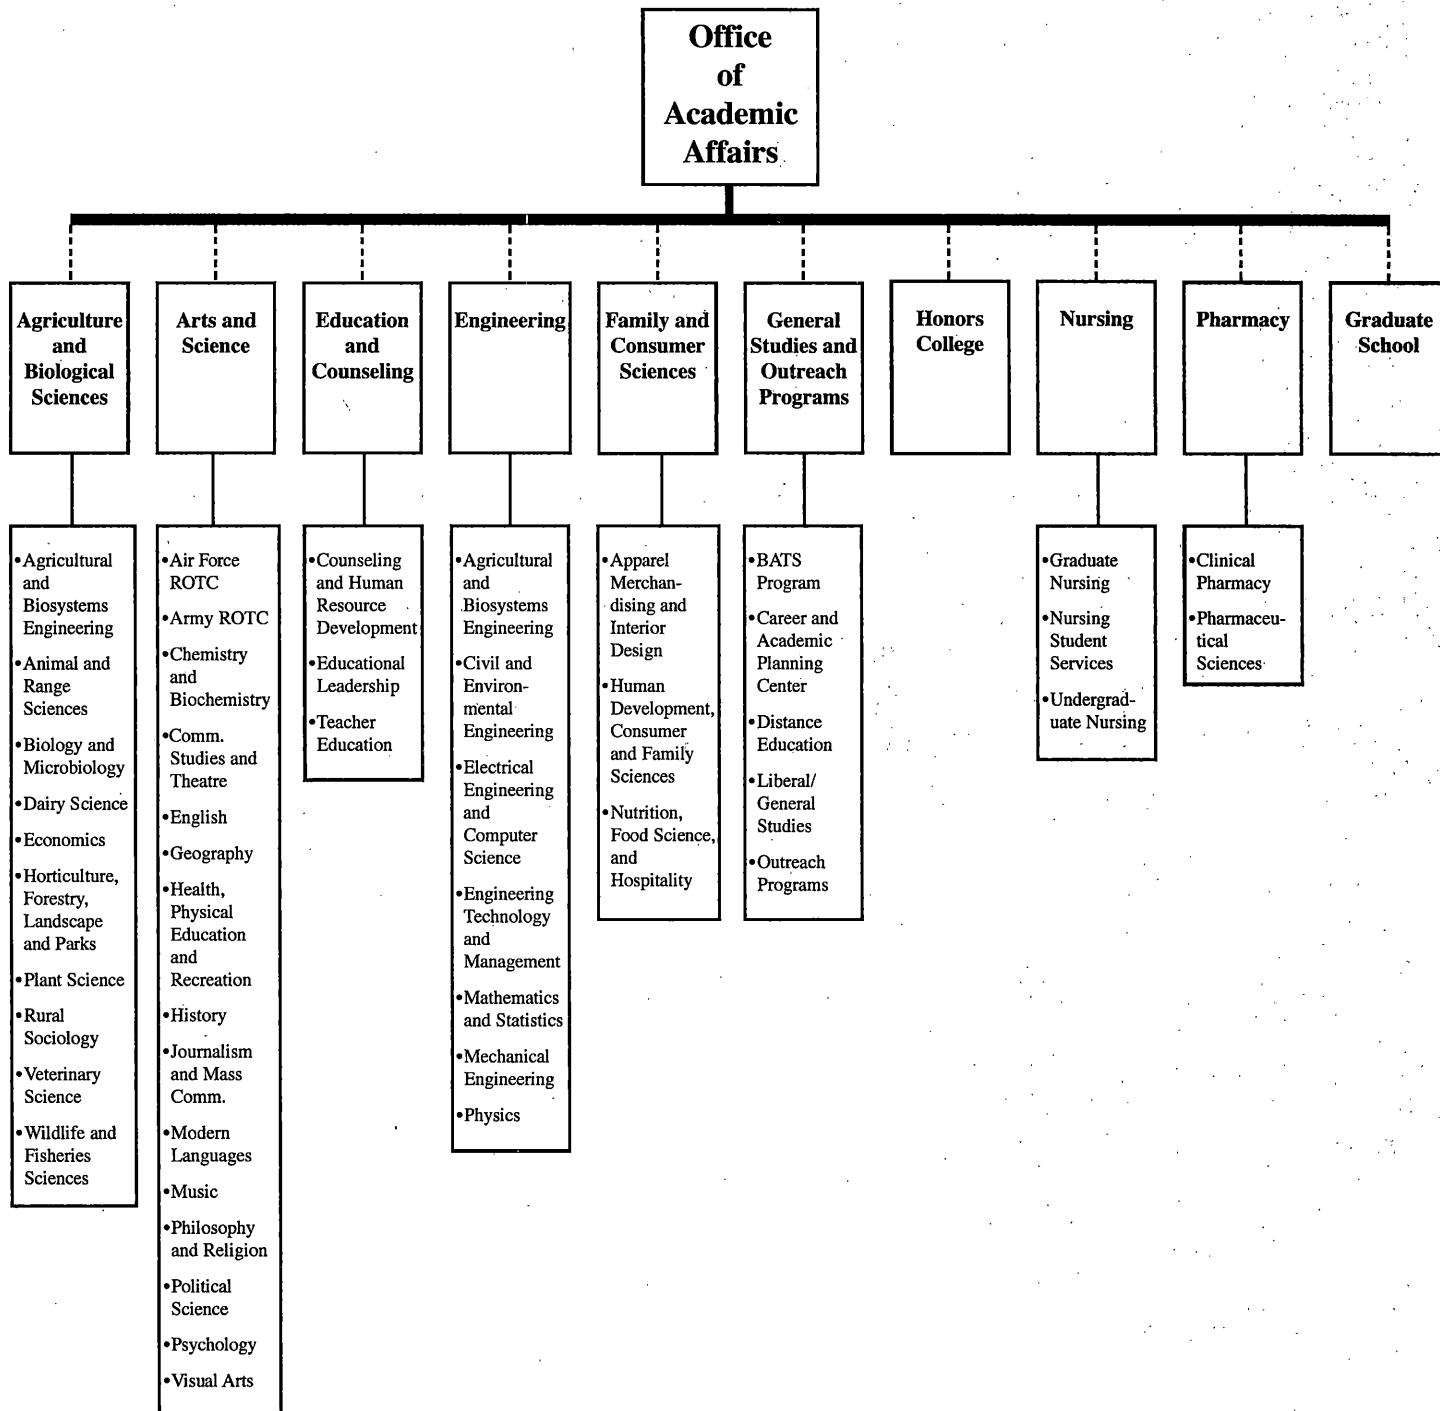 Office
of
Academic
Affairs
Agriculture
and
Biological
Sciences
Arts and
Science
Education
and
Counseling
Engineering
Family and
Consumer
Sciences
General
Studies and
Outreach
Programs
Honors
College
Nursing
Pharmacy
Graduate
School
•Agricultural
and
Biosystems
Engineering
•Animal and
Range
Sciences
•Biology and
Microbiology
•Dairy Science
•Economics
•Horticulture,
Forestry,
Landscape
and Parks
•Plant Science
•Rural
Sociology
•Veterinary
Science
•Wildlife and
Fisheries
Sciences
•Air Force
ROTC
•Army ROTC
•Chemistry
and
Biochemistry
•Comm.
Studies and
Theatre
•English
•Geography
•Health,
Physical
Education
and
Recreation
•History
•Journalism
and Mass
Comm.
•Modern
Languages
•Music
•Philosophy
and Religion
•Political
Science
•Psychology
•Visual Arts
•Counseling
and Human
Resource
Development
•Educational
Leadership
•Teacher
Education
•Agricultural
and
Biosystems
Engineering
•Civil and
Environ-
mental
Engineering
•Electrical
Engineering
and
Computer
Science
•Engineering
Technology
and
Management
•Mathematics
and Statistics
•Mechanical
Engineering
•Physics
•Apparel
Merchan-
dising and
Interior
Design
•Human
Development,
Consumer
and Family
Sciences
•Nutrition,
Food Science,
and
Hospitality
•BATS
Program
•Career and
Academic
Planning
Center
•Distance
Education
•Liberal/
General
Studies
•Outreach
Programs
•Graduate
Nursing
•Nursing
Student
Services
•Undergrad-
uate Nursing
•Clinical
Pharmacy
•Pharmaceu-
tical
Sciences